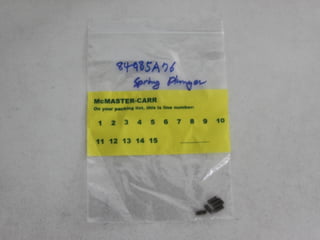 84985A76
Spring Plunger
McMASTER-CARR
On your packing list, this is line number:
1 2 3 4 5 6 7 8 9 10
11 12 13 14 15